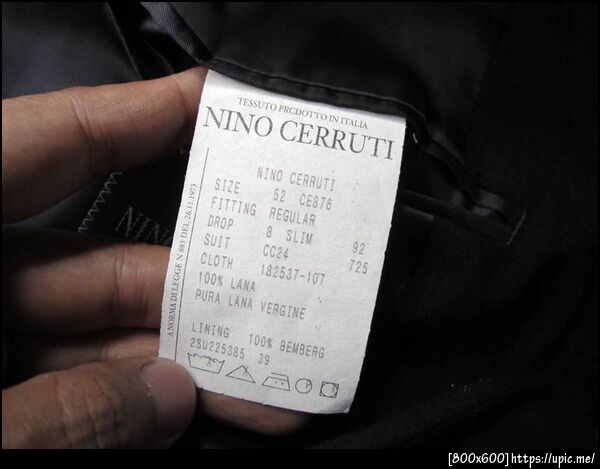 TESSUTO PRCDOTTO IN ITALIA
NINO CERRUTI
NINO CERRUTI
SIZE 52 CE876
FITTING REGULAR
DROP 8 SLIM 92
SUIT CC24 725
CLOTH 182537-107
100% LANA
PURA LANA VERGINE
LINING 100% BEMBERG
2SU225385 39
A NORMA DI LEGGE N 883 DEL 26.11.1973
NIN
[800x600]https://upic.me/